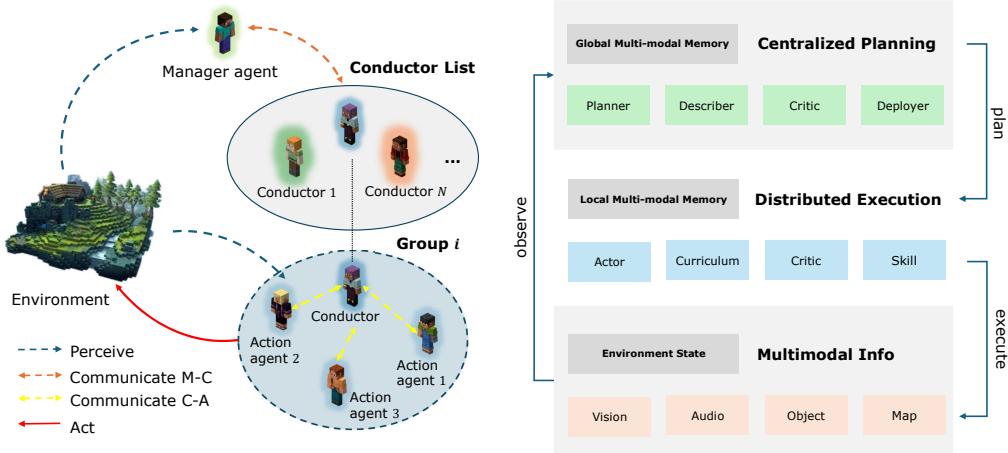 Manager agent
Conductor List
Conductor 1
Conductor N
...
Group i
Environment
Conductor
Action
agent 2
Action
agent 1
Action
agent 3
Perceive
Communicate M-C
Communicate C-A
Act
Global Multi-modal Memory
Centralized Planning
Planner
Describer
Critic
Deployer
plan
Local Multi-modal Memory
Distributed Execution
Actor
Curriculum
Critic
Skill
observe
execute
Environment State
Multimodal Info
Vision
Audio
Object
Map